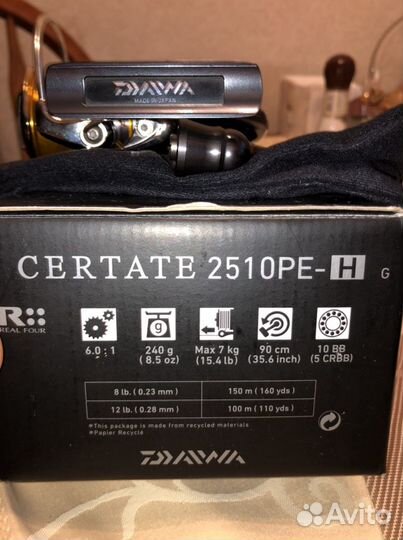 DAIWA
MADE IN JAPAN
CERTATE 2510PE-H G
R::
REAL FOUR
6.0 : 1
240 g
(8.5 oz)
Max 7 kg
(15.4 lb)
90 cm
(35.6 inch)
10 BB
(5 CRBB)
g
8 lb. (0.23 mm) 150 m (160 yds)
12 lb. (0.28 mm) 100 m (110 yds)
*This package is made from recycled materials
*Papier Recyclé
DAIWA
Avito